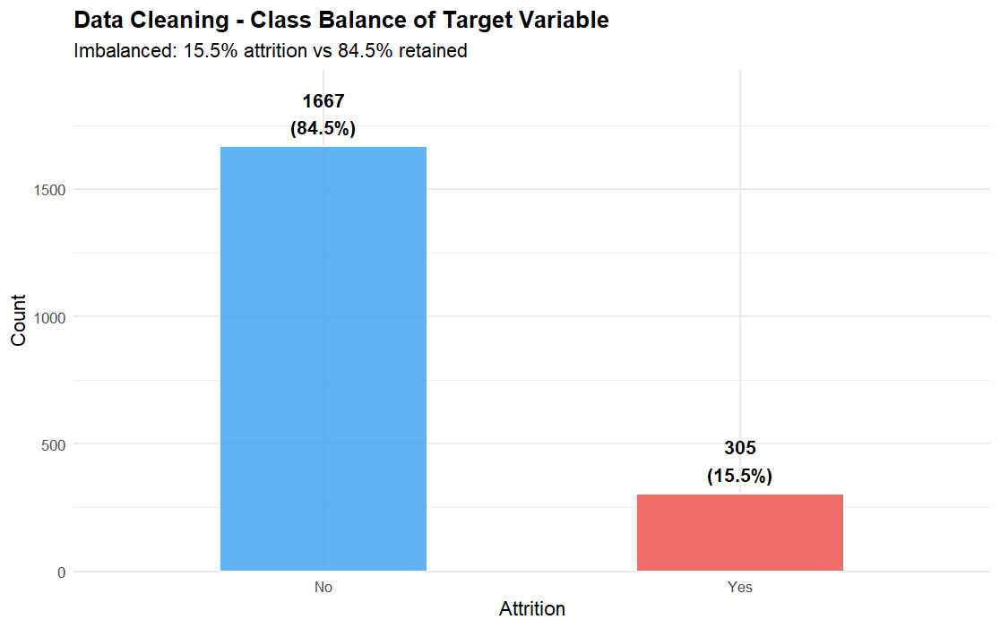 Data Cleaning - Class Balance of Target Variable
Imbalanced: 15.5% attrition vs 84.5% retained
1667
(84.5%)
1500
1000
500
0
305
(15.5%)
Count
No
Yes
Attrition